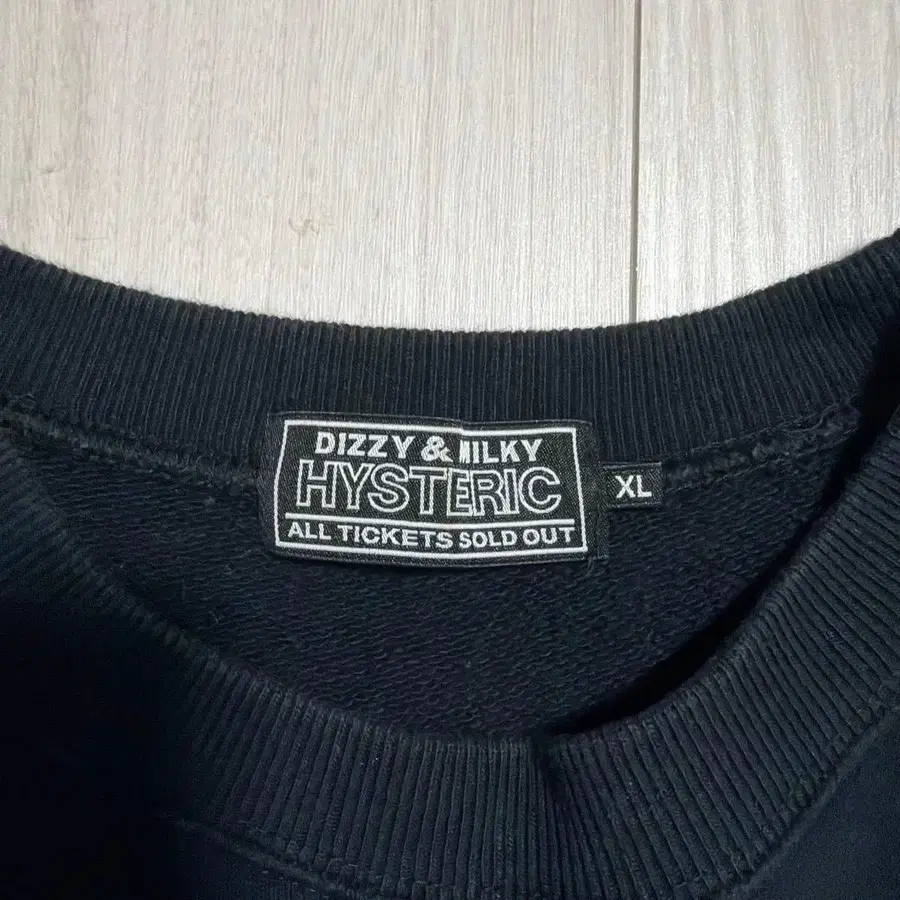 DIZZY & MILKY
HYSTERIC
ALL TICKETS SOLD OUT
XL